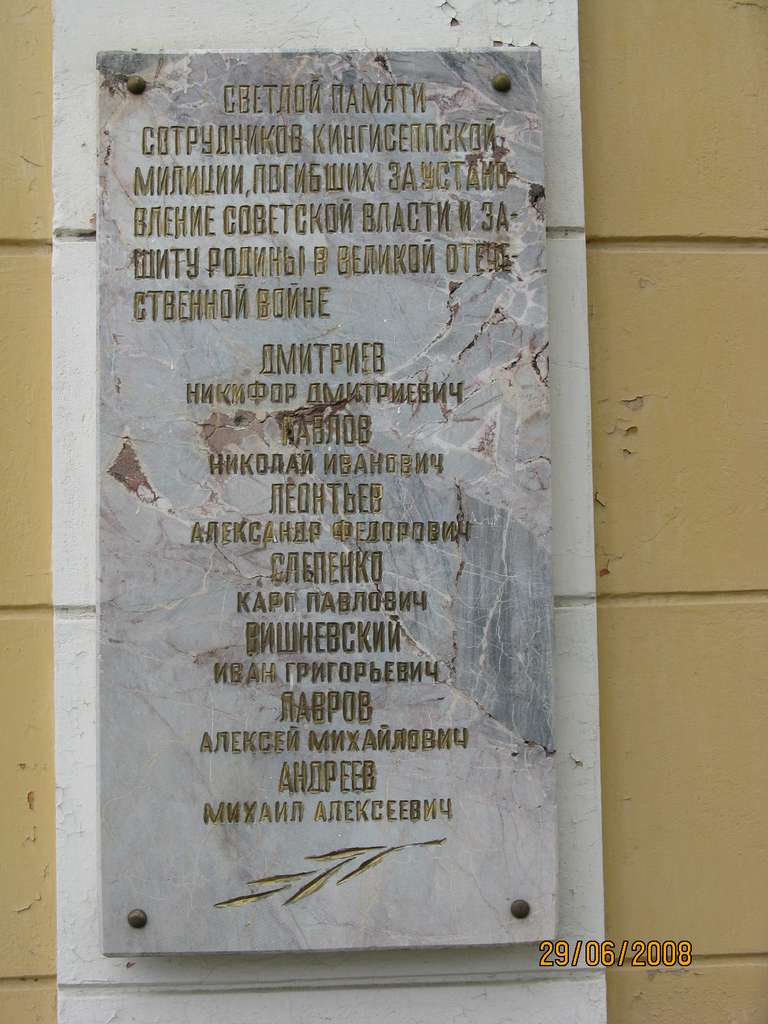 СВЕТЛОЙ ПАМЯТИ
СОТРУДНИКОВ КИНГИСЕППСКОЙ
МИЛИЦИИ, ПОГИБШИХ ЗА УСТАНО-
ВЛЕНИЕ СОВЕТСКОЙ ВЛАСТИ И ЗА-
ЩИТУ РОДИНЫ В ВЕЛИКОЙ ОТЕЧЕ-
СТВЕННОЙ ВОЙНЕ
ДМИТРИЕВ
НИКИФОР ДМИТРИЕВИЧ
ПАВЛОВ
НИКОЛАЙ ИВАНОВИЧ
ЛЕОНТЬЕВ
АЛЕКСАНДР ФЕДОРОВИЧ
СЛЕПЕНКО
КАРП ПАВЛОВИЧ
ВИШНЕВСКИЙ
ИВАН ГРИГОРЬЕВИЧ
ЛАВРОВ
АЛЕКСЕЙ МИХАЙЛОВИЧ
АНДРЕЕВ
МИХАИЛ АЛЕКСЕЕВИЧ
29/06/2008